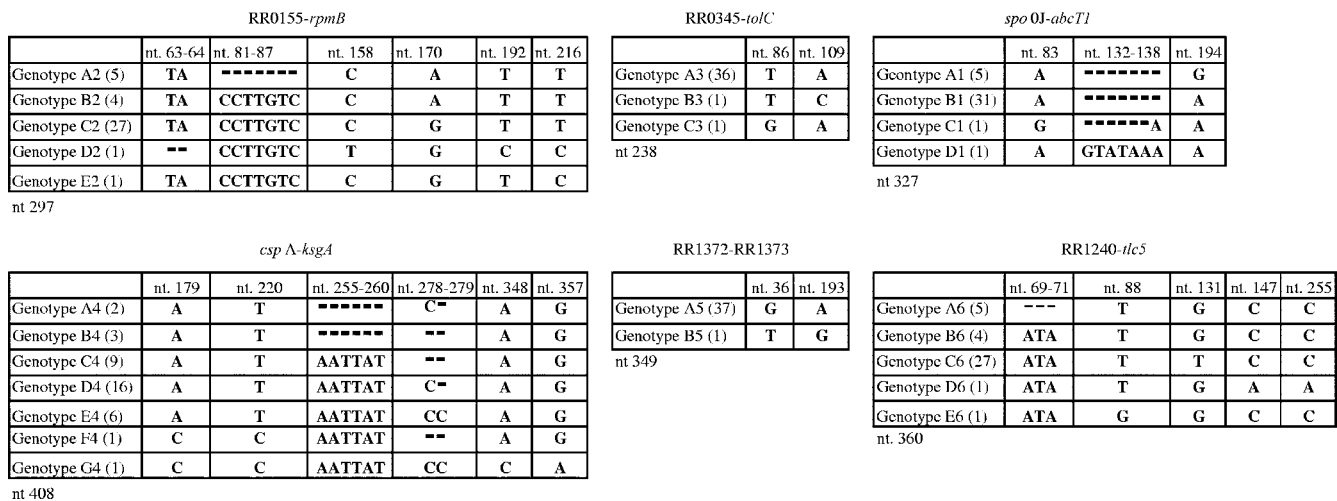 RR0155-rpmB
nt. 63-64 nt. 81-87 nt. 158 nt. 170 nt. 192 nt. 216
Genotype A2 (5) TA ------- C A T T
Genotype B2 (4) TA CCTTGTC C A T T
Genotype C2 (27) TA CCTTGTC C G T T
Genotype D2 (1) -- CCTTGTC T G C C
Genotype E2 (1) TA CCTTGTC C G T C
nt 297
RR0345-tolC
nt. 86 nt. 109
Genotype A3 (36) T A
Genotype B3 (1) T C
Genotype C3 (1) G A
nt 238
spo 0J-abcT1
nt. 83 nt. 132-138 nt. 194
Geontype A1 (5) A ------- G
Genotype B1 (31) A ------- A
Genotype C1 (1) G ------A A
Genotype D1 (1) A GTATAAA A
nt 327
csp A-ksgA
nt. 179 nt. 220 nt. 255-260 nt. 278-279 nt. 348 nt. 357
Genotype A4 (2) A T ------ C- A G
Genotype B4 (3) A T ------ -- A G
Genotype C4 (9) A T AATTAT -- A G
Genotype D4 (16) A T AATTAT C- A G
Genotype E4 (6) A T AATTAT CC A G
Genotype F4 (1) C C AATTAT -- A G
Genotype G4 (1) C C AATTAT CC C A
nt 408
RR1372-RR1373
nt. 36 nt. 193
Genotype A5 (37) G A
Genotype B5 (1) T G
nt 349
RR1240-tlc5
nt. 69-71 nt. 88 nt. 131 nt. 147 nt. 255
Genotype A6 (5) --- T G C C
Genotype B6 (4) ATA T G C C
Genotype C6 (27) ATA T T C C
Genotype D6 (1) ATA T G A A
Genotype E6 (1) ATA G G C C
nt. 360